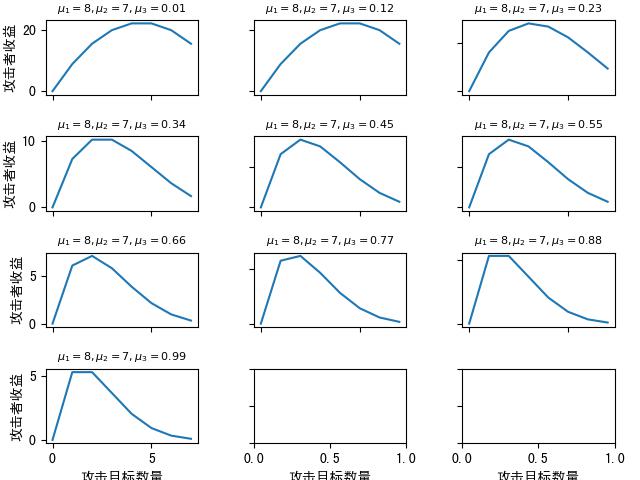 μ₁ = 8, μ₂ = 7, μ₃ = 0.01
μ₁ = 8, μ₂ = 7, μ₃ = 0.12
μ₁ = 8, μ₂ = 7, μ₃ = 0.23
攻击者收益
20
0
μ₁ = 8, μ₂ = 7, μ₃ = 0.34
μ₁ = 8, μ₂ = 7, μ₃ = 0.45
μ₁ = 8, μ₂ = 7, μ₃ = 0.55
攻击者收益
10
0
μ₁ = 8, μ₂ = 7, μ₃ = 0.66
μ₁ = 8, μ₂ = 7, μ₃ = 0.77
μ₁ = 8, μ₂ = 7, μ₃ = 0.88
攻击者收益
5
0
μ₁ = 8, μ₂ = 7, μ₃ = 0.99
攻击者收益
5
0
0 5
0.0 0.5 1.0
0.0 0.5 1.0
攻击目标数量
攻击目标数量
攻击目标数量